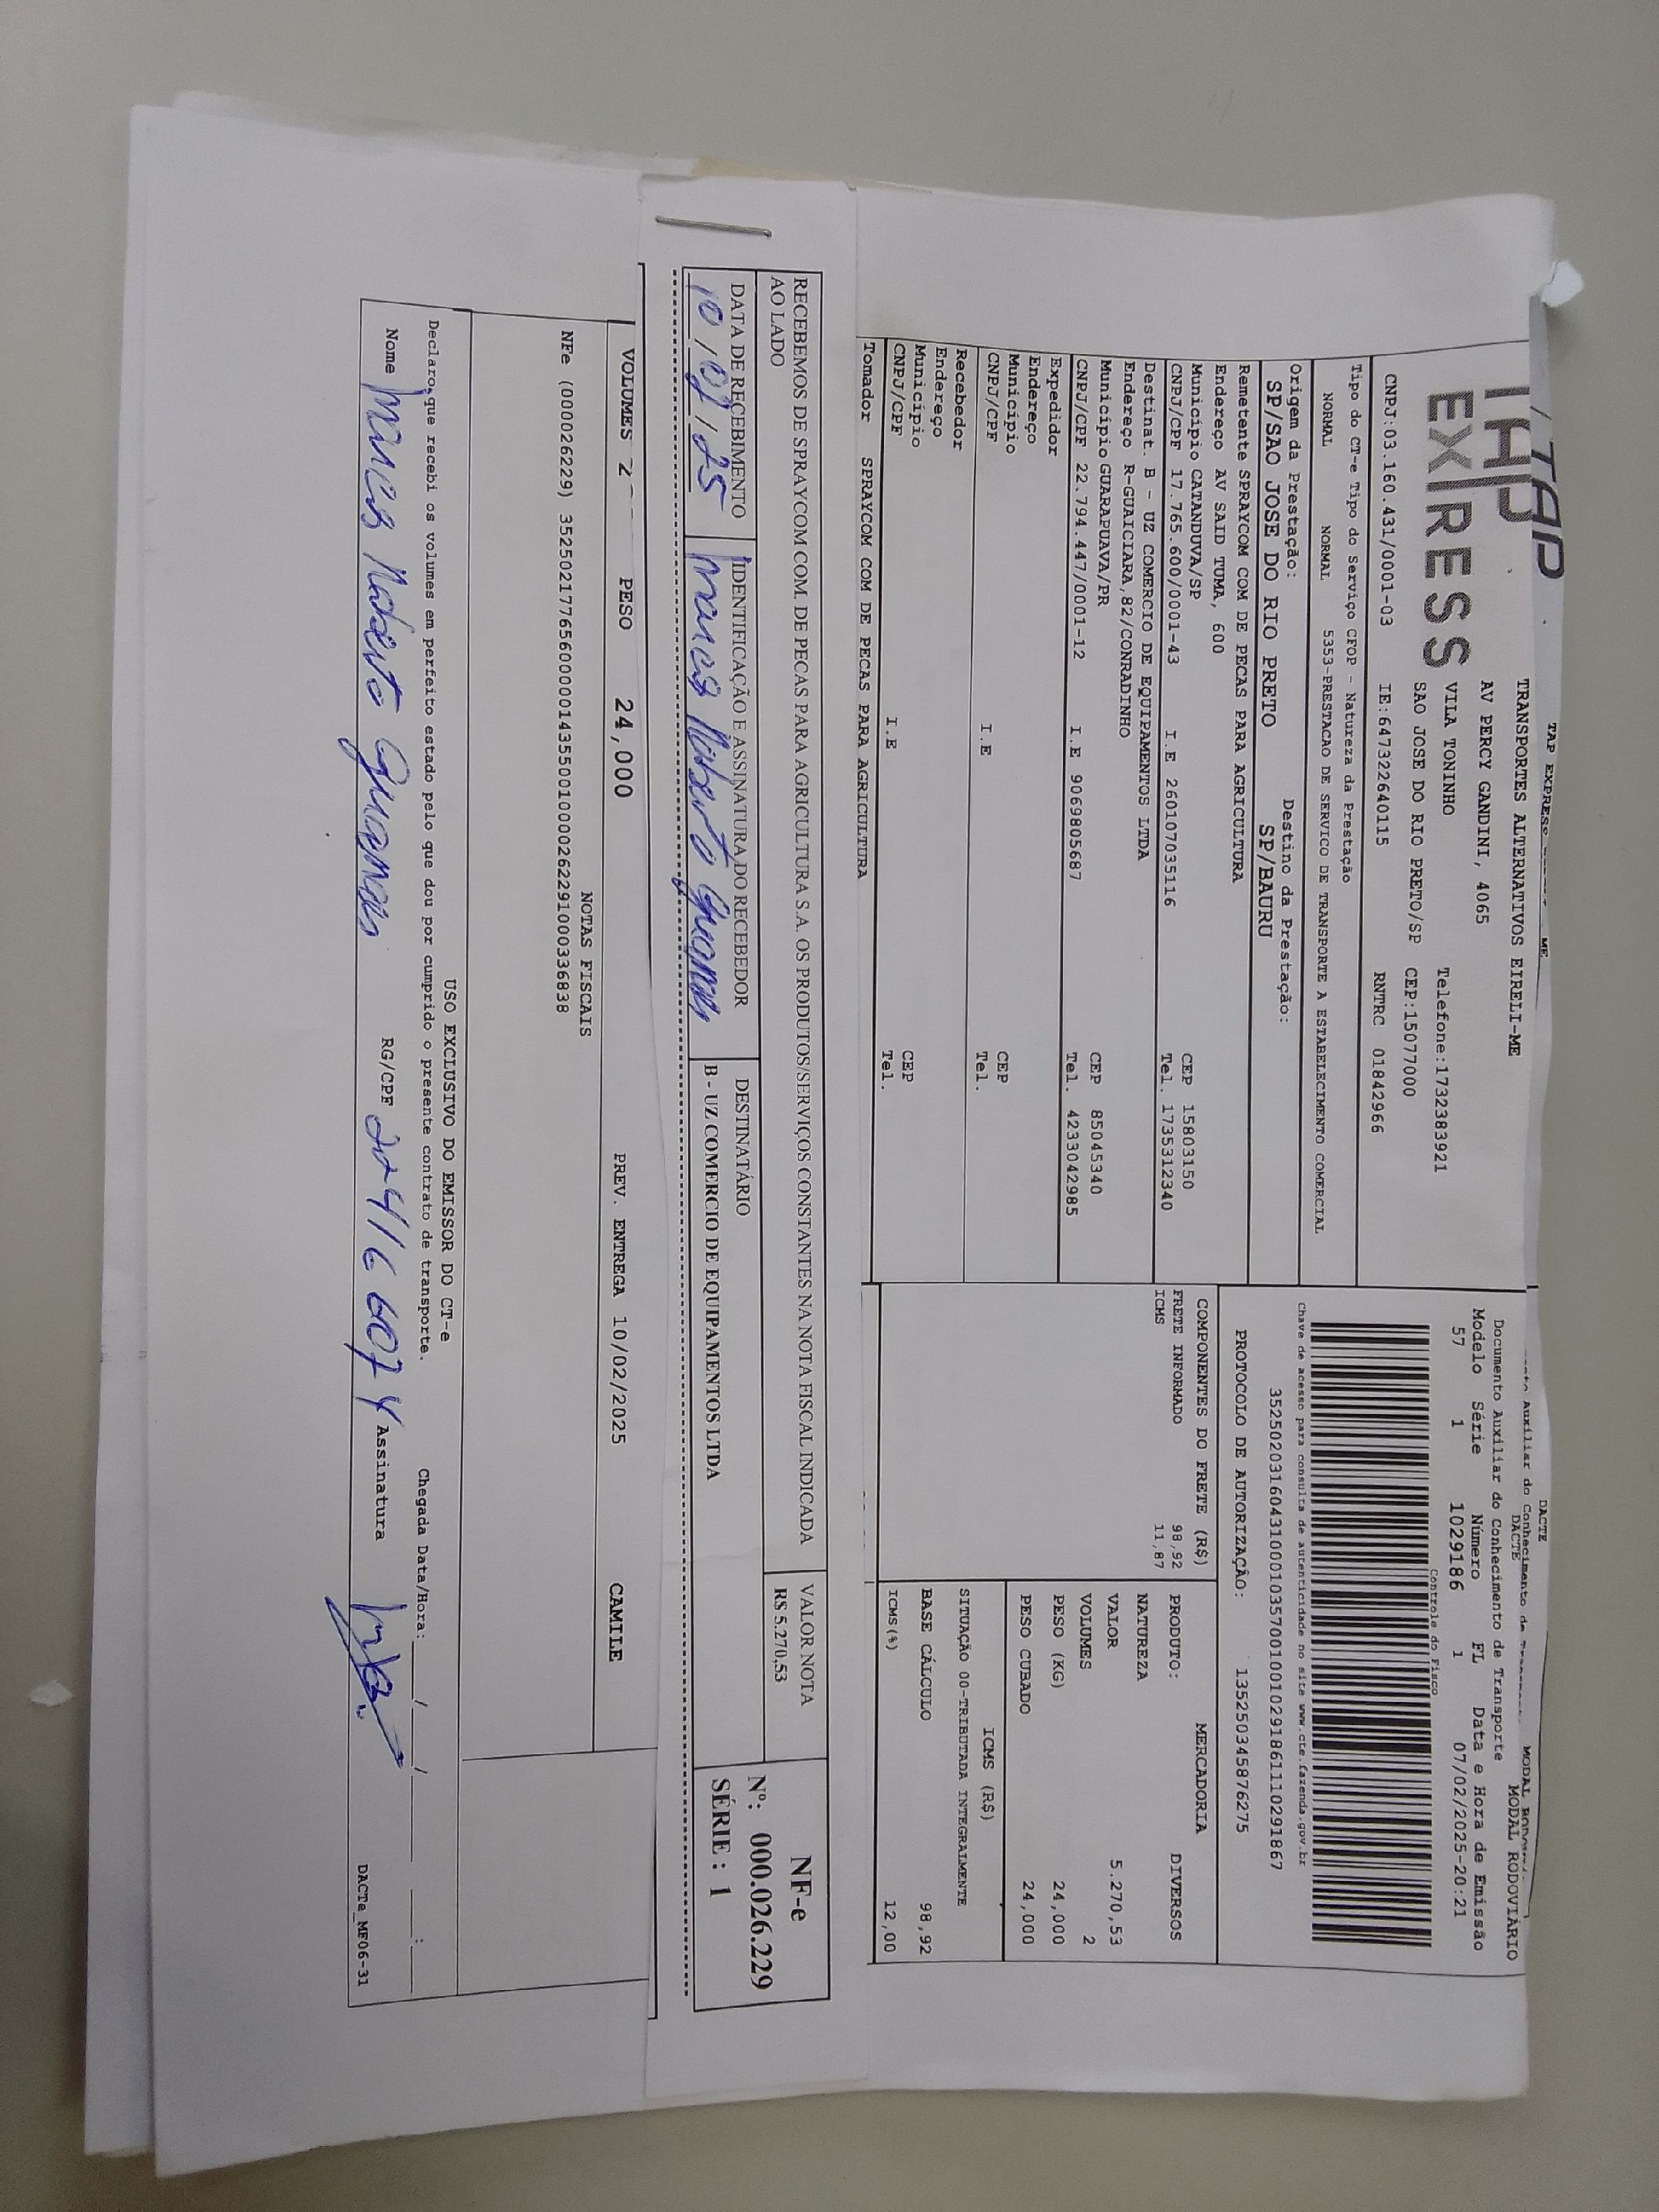 TAP
TAP EXPRESS
ME
DACTE
TAP
EXPRESS
TRANSPORTES ALTERNATIVOS EIRELI-ME
AV PERCY GANDINI, 4065
VILA TONINHO
Telefone:1732383921
SAO JOSE DO RIO PRETO/SP CEP:15077000
CNPJ:03.160.431/0001-03 IE:647322640115 RNTRC 01842966
DACTE
MODAL RODOVIÁRIO
Documento Auxiliar do Conhecimento de Transporte
Modelo Série Número FL Data e Hora de Emissão
57 1 1029186 1 07/02/2025-20:21
Controle do Fisco
Chave de acesso para consulta de autenticidade no site www.cte.fazenda.gov.br
35250203160431000103570010010291861110291867
PROTOCOLO DE AUTORIZAÇÃO: 135250345876275
Tipo do CT-e Tipo do Serviço CFOP - Natureza da Prestação
NORMAL NORMAL 5353-PRESTACAO DE SERVICO DE TRANSPORTE A ESTABELECIMENTO COMERCIAL
Origem da Prestação: Destino da Prestação:
SP/SAO JOSE DO RIO PRETO SP/BAURU
Remetente SPRAYCOM COM DE PECAS PARA AGRICULTURA
Endereço AV SAID TUMA, 600
Município CATANDUVA/SP CEP 15803150
CNPJ/CPF 17.765.600/0001-43 I.E 260107035116 Tel. 1735312340
Destinat. B - UZ COMERCIO DE EQUIPAMENTOS LTDA
Endereço R-GUAICIARA,82/CONRADINHO
Município GUARAPUAVA/PR CEP 85045340
CNPJ/CPF 22.794.447/0001-12 I.E 9069805687 Tel. 4233042985
Expedidor
Endereço
Município CEP
CNPJ/CPF I.E Tel.
Recebedor
Endereço
Município CEP
CNPJ/CPF I.E Tel.
Tomador SPRAYCOM COM DE PECAS PARA AGRICULTURA
COMPONENTES DO FRETE (R$)
FRETE INFORMADO 98,92
ICMS 11,87
MERCADORIA
PRODUTO: DIVERSOS
NATUREZA
VALOR 5.270,53
VOLUMES 2
PESO (KG) 24,000
PESO CUBADO 24,000
ICMS (R$)
SITUAÇÃO 00-TRIBUTADA INTEGRALMENTE
BASE CÁLCULO 98,92
ICMS(%) 12,00
RECEBEMOS DE SPRAYCOM COM. DE PECAS PARA AGRICULTURA S.A. OS PRODUTOS/SERVIÇOS CONSTANTES NA NOTA FISCAL INDICADA
AO LADO
VALOR NOTA
R$ 5.270,53
NF-e
Nº: 000.026.229
SÉRIE : 1
DATA DE RECEBIMENTO IDENTIFICAÇÃO E ASSINATURA DO RECEBEDOR DESTINATÁRIO
10/02/25 Marcos Roberto Guanais B - UZ COMERCIO DE EQUIPAMENTOS LTDA
VOLUMES 2 PESO 24,000 PREV. ENTREGA 10/02/2025 CAMILE
NOTAS FISCAIS
NFe (000026229) 35250217765600000143550010000262291000336838
USO EXCLUSIVO DO EMISSOR DO CT-e
Declaro que recebi os volumes em perfeito estado pelo que dou por cumprido o presente contrato de transporte. Chegada Data/Hora: / / :
Nome Marcos Roberto Guanais RG/CPF Assinatura
DACTe_MF06-31